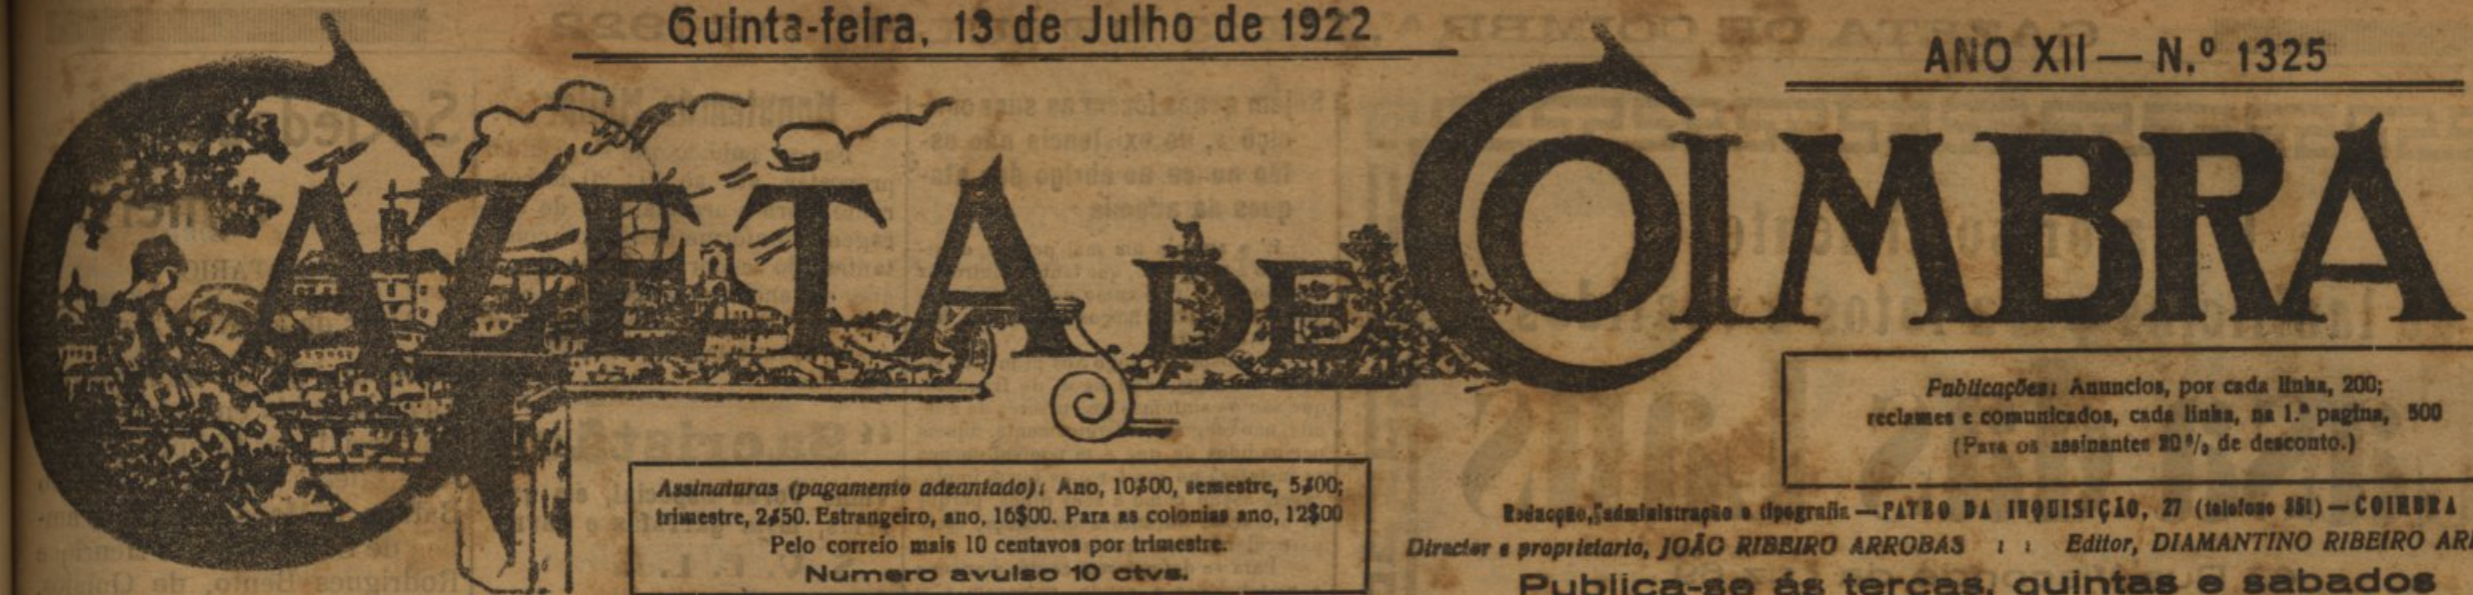 Quinta-feira, 13 de Julho de 1922
ANO XII — N.º 1325
GAZETA DE COIMBRA
Publicações: Anuncios, por cada linha, 200;
reclames e comunicados, cada linha, na 1.ª pagina, 500
(Para os assinantes 20 % de desconto.)
Assinaturas (pagamento adeantado): Ano, 10$00, semestre, 5$00;
trimestre, 2$50. Estrangeiro, ano, 16$00. Para as colonias ano, 12$00
Pelo correio mais 10 centavos por trimestre.
Numero avulso 10 ctvs.
Redacção, administração e tipografia — PATEO DA INQUISIÇÃO, 27 (telefone 351) — COIMBRA
Director e proprietario, JOÃO RIBEIRO ARROBAS : : Editor, DIAMANTINO RIBEIRO
Publica-se ás terças, quintas e sabados